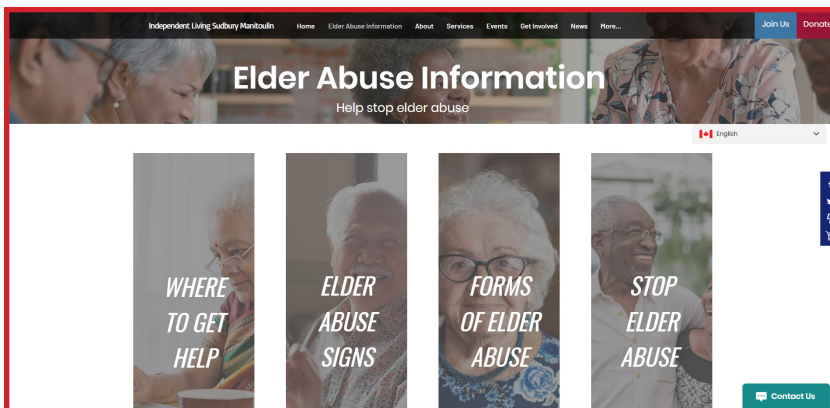 Independent Living Sudbury Manitoulin Home Elder Abuse Information About Services Events Get Involved News More... Join Us Donate
Elder Abuse Information
Help stop elder abuse
English
WHERE
TO GET
HELP
ELDER
ABUSE
SIGNS
FORMS
OF ELDER
ABUSE
STOP
ELDER
ABUSE
Contact Us